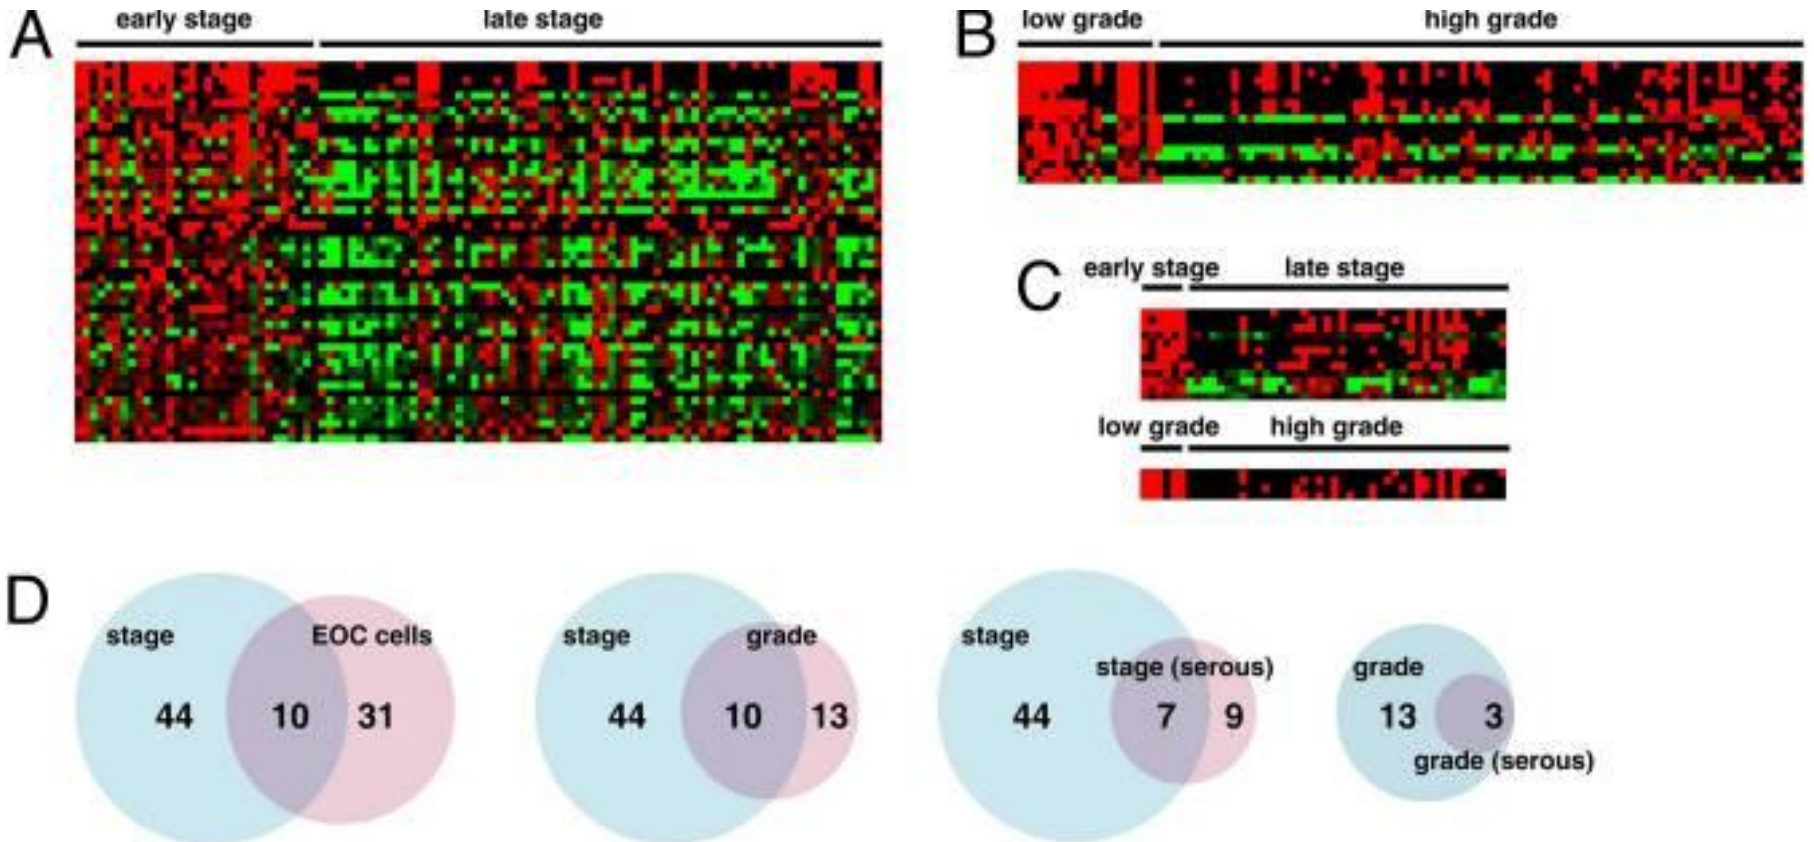 A
early stage
late stage
B
low grade
high grade
C
early stage
late stage
low grade
high grade
D
stage
EOC cells
44
10
31
stage
grade
44
10
13
stage
stage (serous)
44
7
9
grade
13
3
grade (serous)